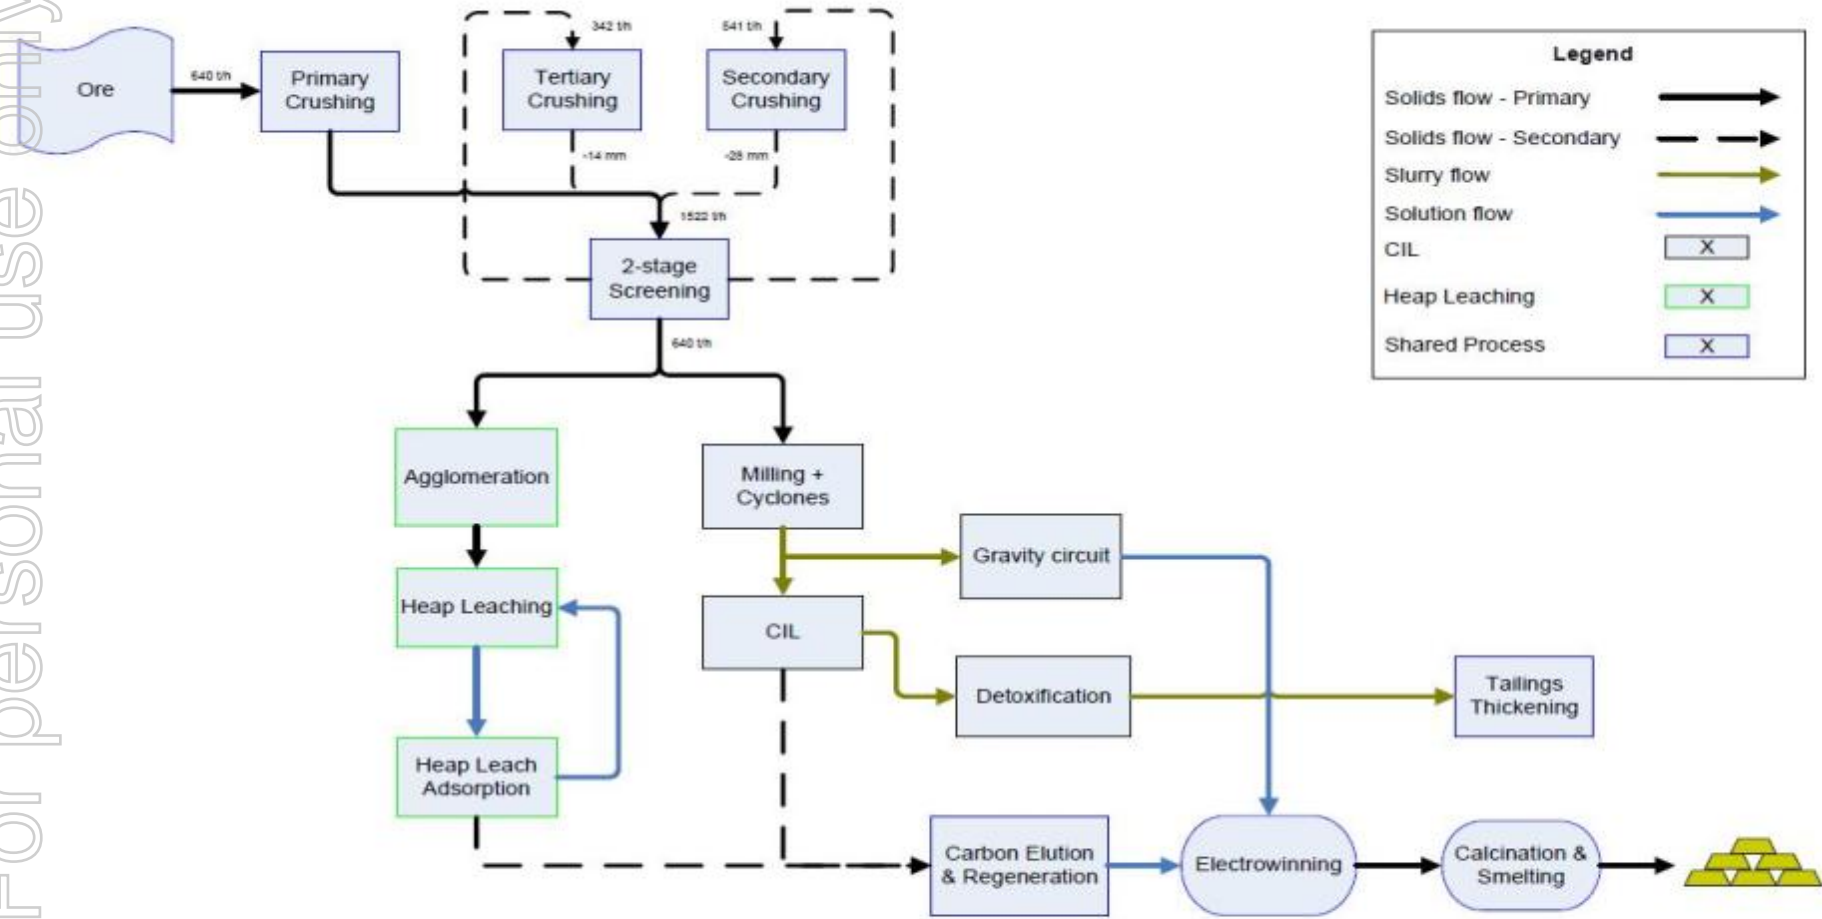 For personal use only
Ore
640 t/h
Primary
Crushing
342 t/h
Tertiary
Crushing
-14 mm
541 t/h
Secondary
Crushing
-28 mm
1522 t/h
2-stage
Screening
640 t/h
Legend
Solids flow - Primary
Solids flow - Secondary
Slurry flow
Solution flow
CIL X
Heap Leaching X
Shared Process X
Agglomeration
Milling +
Cyclones
Gravity circuit
Heap Leaching
CIL
Detoxification
Tailings
Thickening
Heap Leach
Adsorption
Carbon Elution
& Regeneration
Electrowinning
Calcination &
Smelting